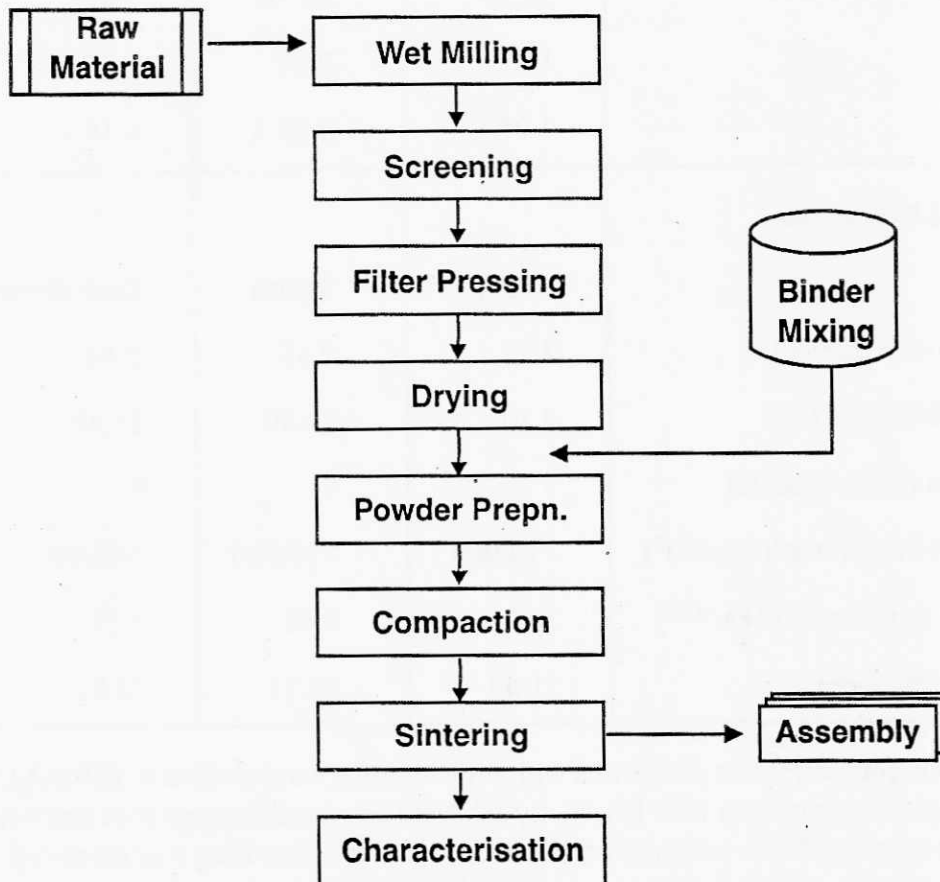 Raw
Material
Wet Milling
Screening
Filter Pressing
Binder
Mixing
Drying
Powder Prepn.
Compaction
Sintering
Assembly
Characterisation